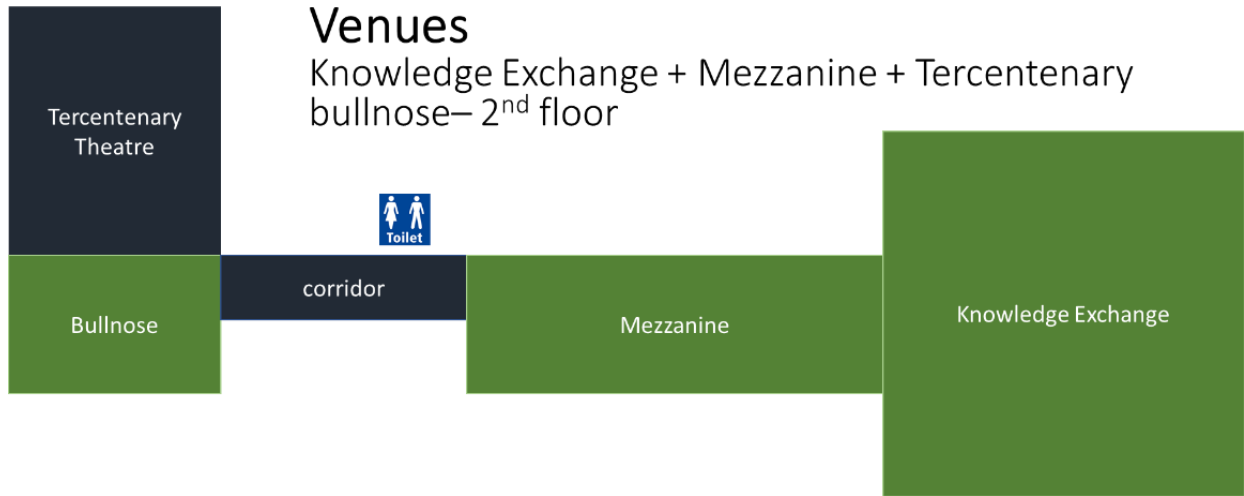 Venues
Knowledge Exchange + Mezzanine + Tercentenary
bullnose– 2nd floor
Tercentenary
Theatre
Toilet
corridor
Bullnose
Mezzanine
Knowledge Exchange